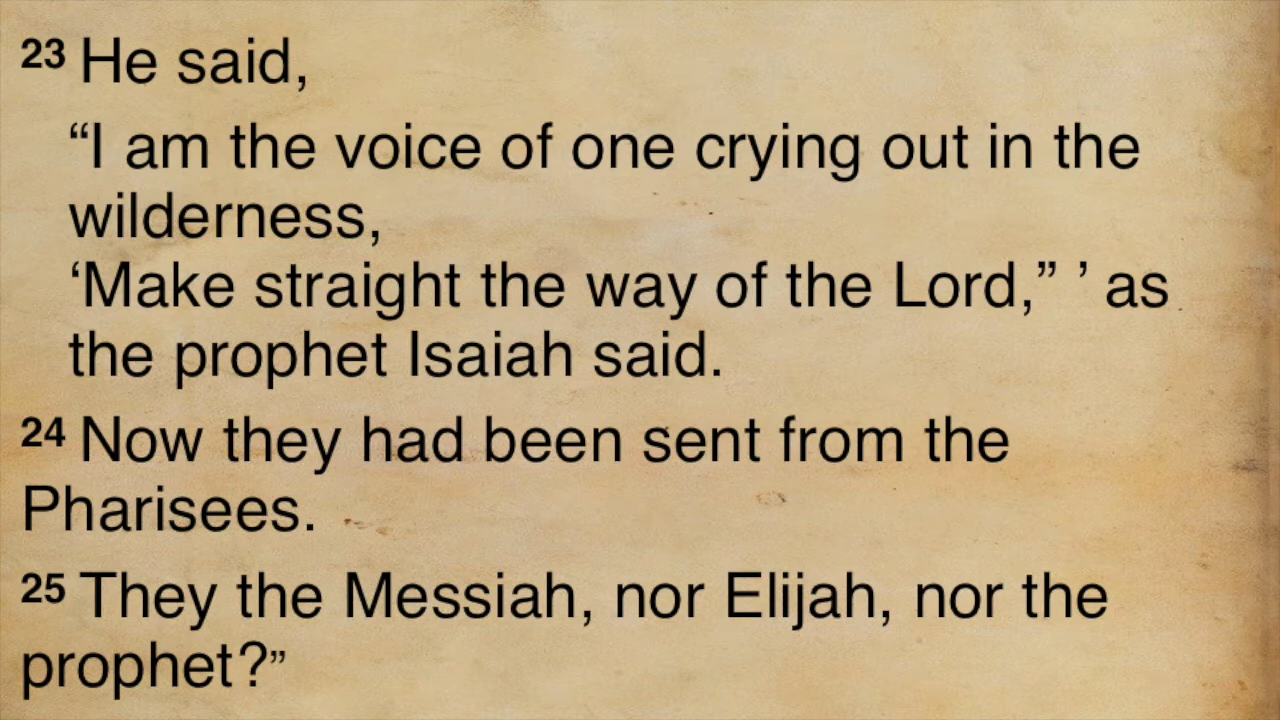 23 He said,
“I am the voice of one crying out in the
wilderness,
‘Make straight the way of the Lord,” ’ as
the prophet Isaiah said.
24 Now they had been sent from the
Pharisees.
25 They the Messiah, nor Elijah, nor the
prophet?”